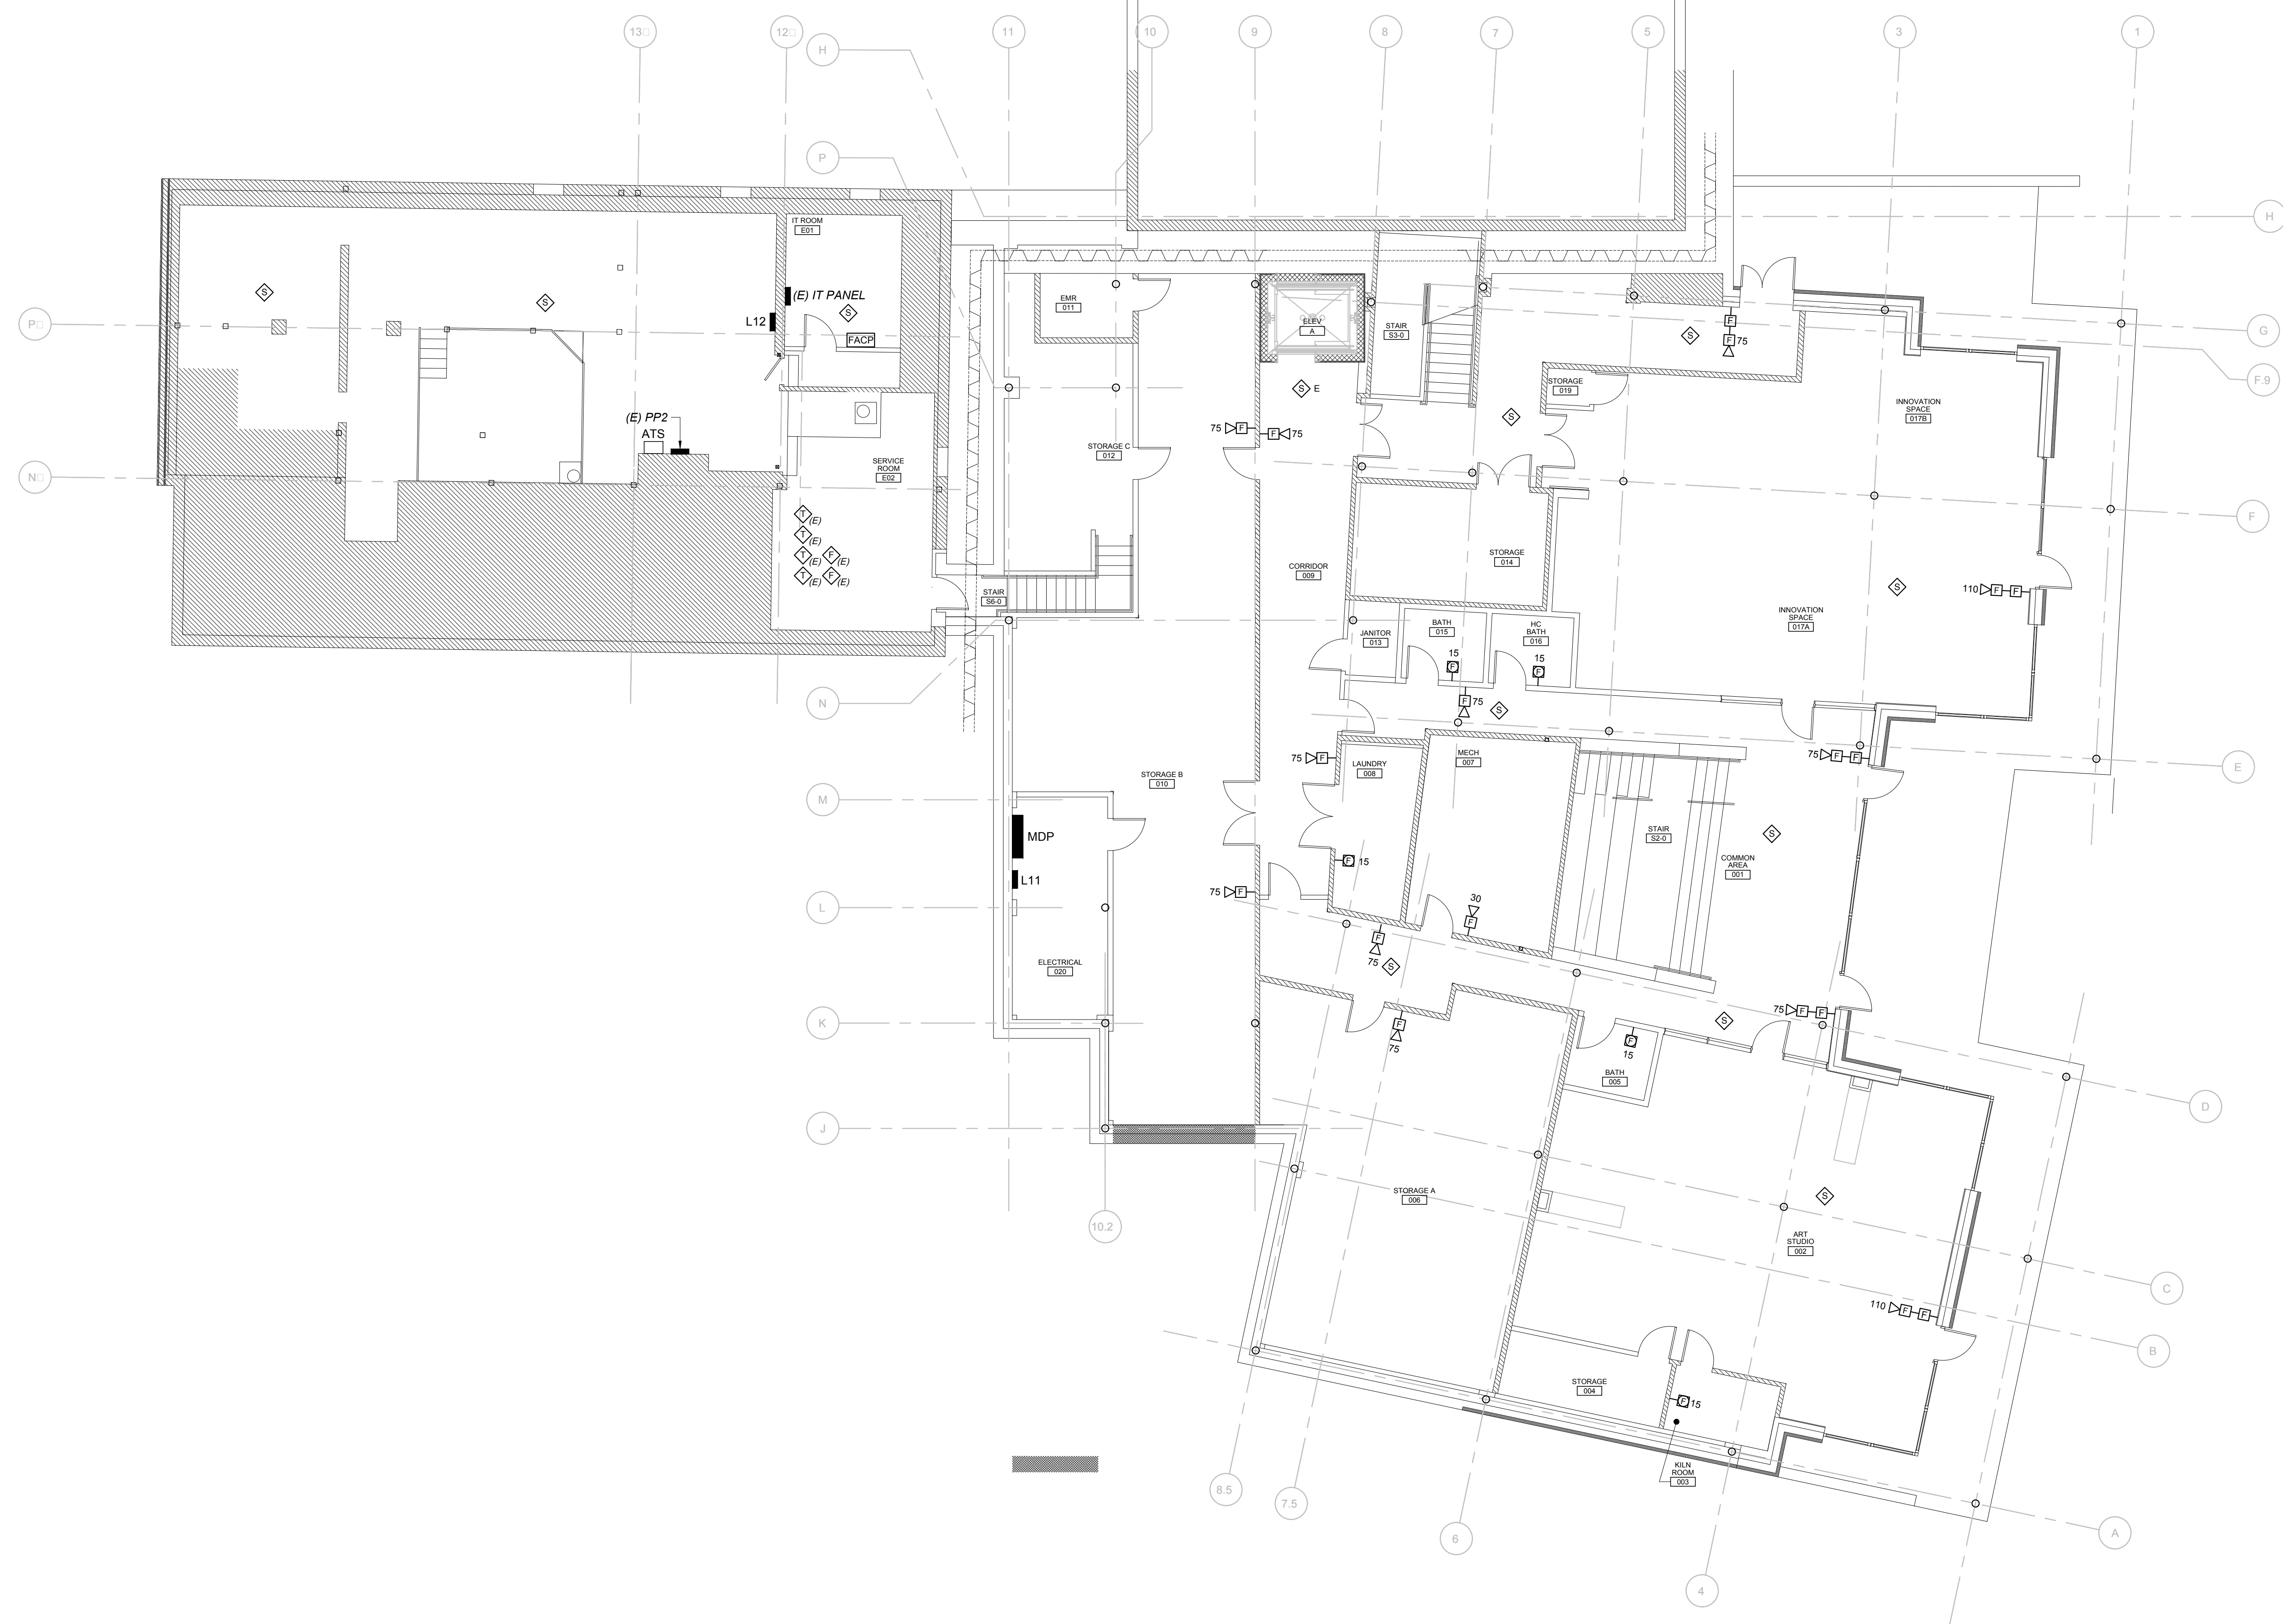 13
12
11
10
9
8
7
5
3
1
H
P
H
IT ROOM
E01
(E) IT PANEL
S
S
S
L12
FACP
P
EMR
011
ELEV
A
STAIR
S3-0
S
F
F
75
G
F.9
STORAGE
019
INNOVATION
SPACE
017B
S
E
S
(E) PP2
ATS
75
F
F
75
STORAGE C
012
SERVICE
ROOM
E02
N
F
T
(E)
T
(E)
T
(E)
F
(E)
T
(E)
F
(E)
STORAGE
014
CORRIDOR
009
STAIR
S6-0
S
110
F
F
INNOVATION
SPACE
017A
JANITOR
013
BATH
015
HC
BATH
016
15
F
15
F
N
F
75
S
75
F
LAUNDRY
008
MECH
007
75
F
F
E
STORAGE B
010
M
MDP
STAIR
S2-0
S
COMMON
AREA
001
F
15
L11
75
F
L
30
F
F
75
S
ELECTRICAL
020
K
F
75
S
75
F
F
F
15
BATH
005
D
J
STORAGE A
006
S
10.2
ART
STUDIO
002
C
110
F
F
B
STORAGE
004
F
15
KILN
ROOM
003
8.5
7.5
6
4
A